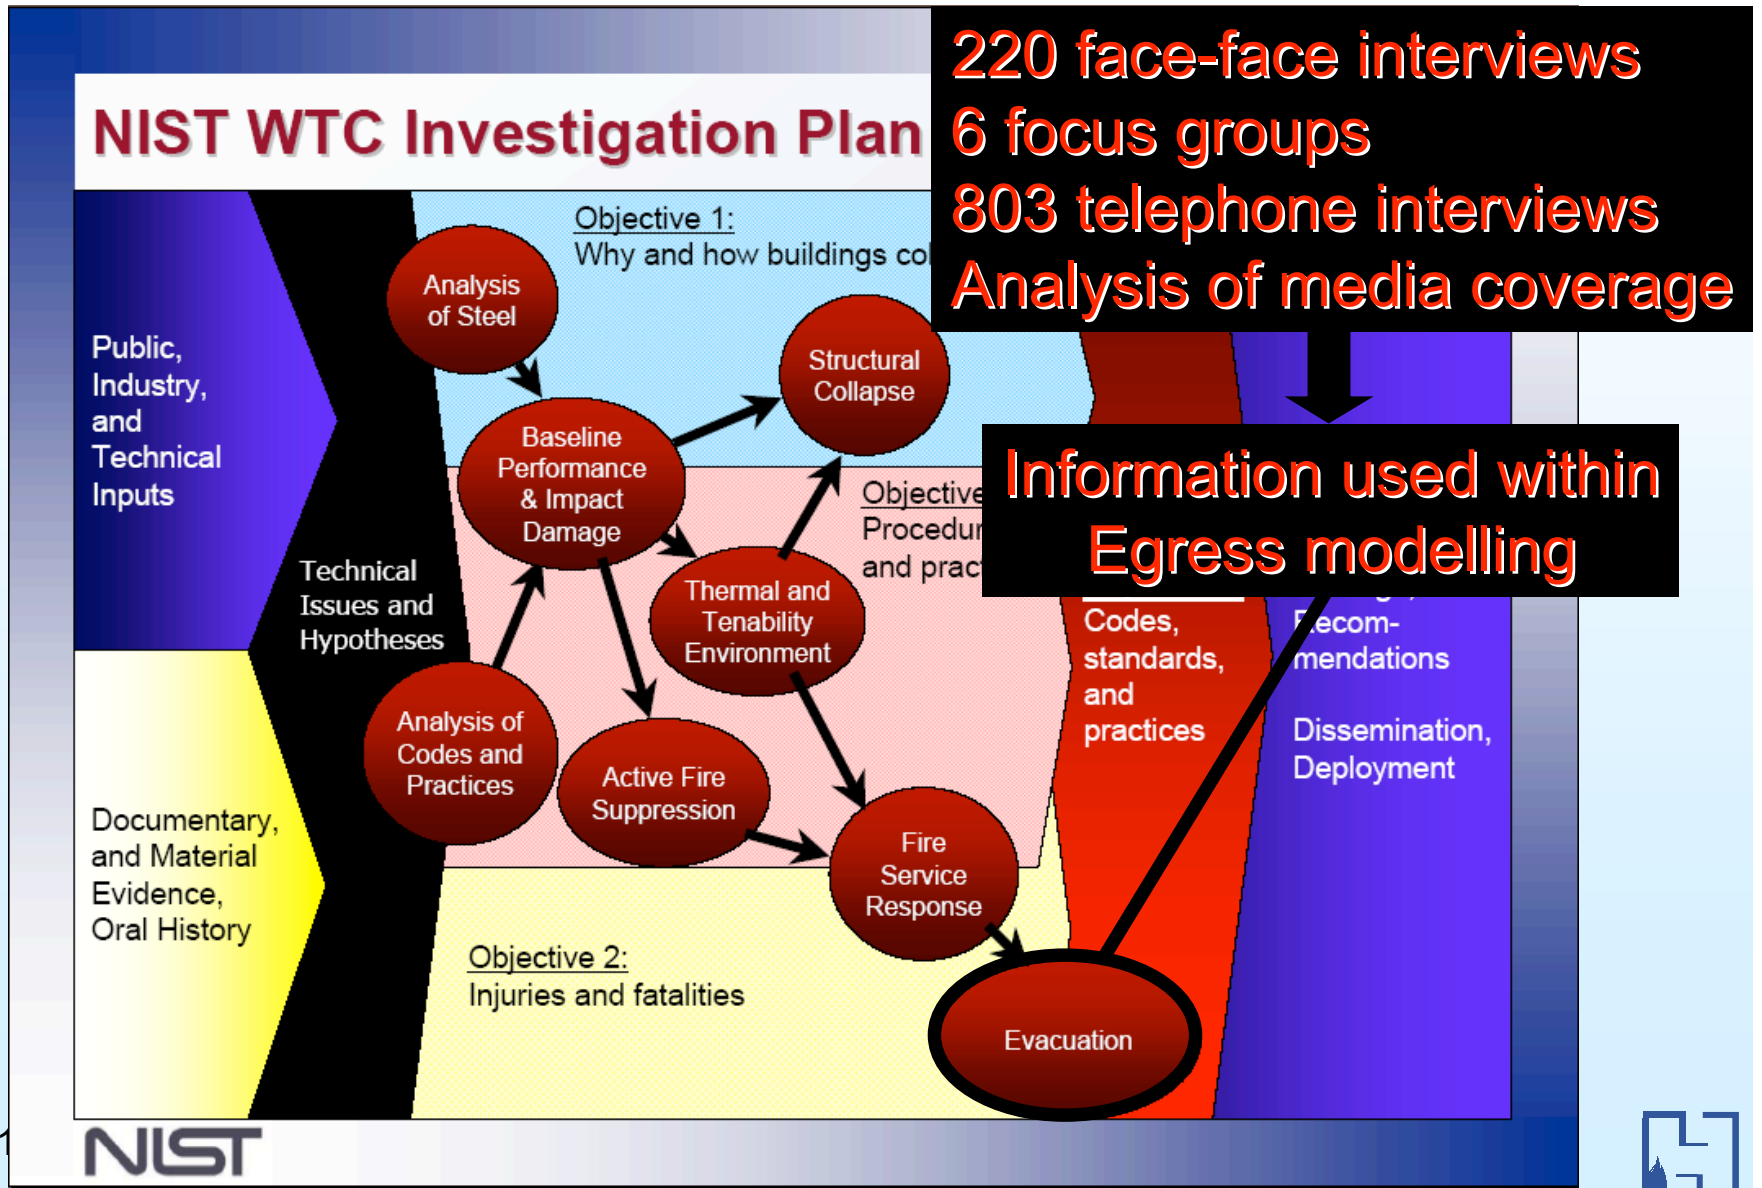 220 face-face interviews
6 focus groups
803 telephone interviews
Analysis of media coverage
NIST WTC Investigation Plan
Objective 1:
Why and how buildings
Analysis
of Steel
Structural
Collapse
Public,
Industry,
and
Technical
Inputs
Baseline
Performance
& Impact
Damage
Information used within
Egress modelling
Objective
and
Technical
Issues and
Hypotheses
Thermal and
Tenability
Environment
Codes,
standards,
and
practices
Recom-
mendations
Dissemination,
Deployment
Analysis of
Codes and
Practices
Active Fire
Suppression
Documentary,
and Material
Evidence,
Oral History
Fire
Service
Response
Objective 2:
Injuries and fatalities
Evacuation
NIST